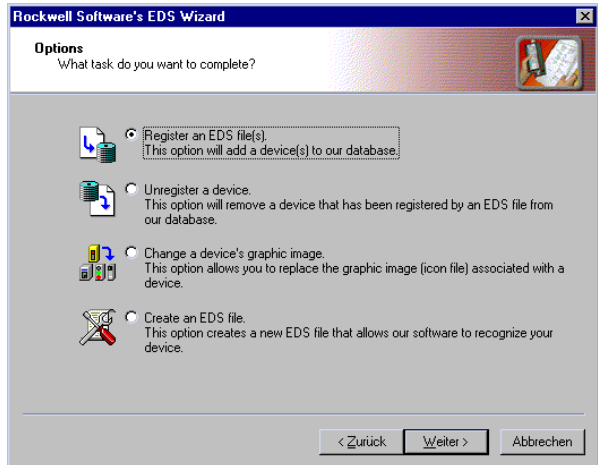 Rockwell Software's EDS Wizard
Options
What task do you want to complete?
Register an EDS file(s).
This option will add a device(s) to our database.
Unregister a device.
This option will remove a device that has been registered by an EDS file from
our database.
Change a device's graphic image.
This option allows you to replace the graphic image (icon file) associated with a
device.
Create an EDS file.
This option creates a new EDS file that allows our software to recognize your
device.
< Zurück Weiter > Abbrechen